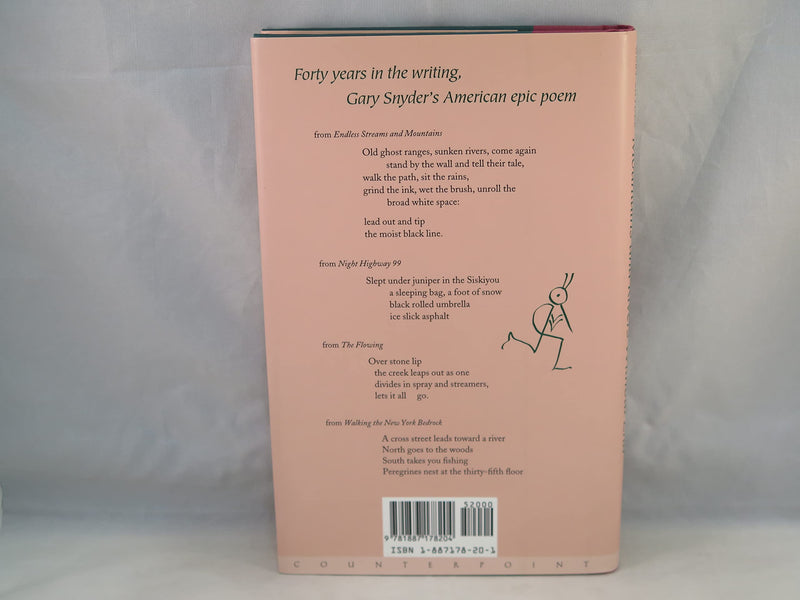 Forty years in the writing,
Gary Snyder's American epic poem
from Endless Streams and Mountains
Old ghost ranges, sunken rivers, come again
stand by the wall and tell their tale,
walk the path, sit the rains,
grind the ink, wet the brush, unroll the
broad white space:
lead out and tip
the moist black line.
from Night Highway 99
Slept under juniper in the Siskiyou
a sleeping bag, a foot of snow
black rolled umbrella
ice slick asphalt
from The Flowing
Over stone lip
the creek leaps out as one
divides in spray and streamers,
lets it all go.
from Walking the New York Bedrock
A cross street leads toward a river
North goes to the woods
South takes you fishing
Peregrines nest at the thirty-fifth floor
52000
9 781887 178204
ISBN 1-887178-20-1
COUNTERPOINT